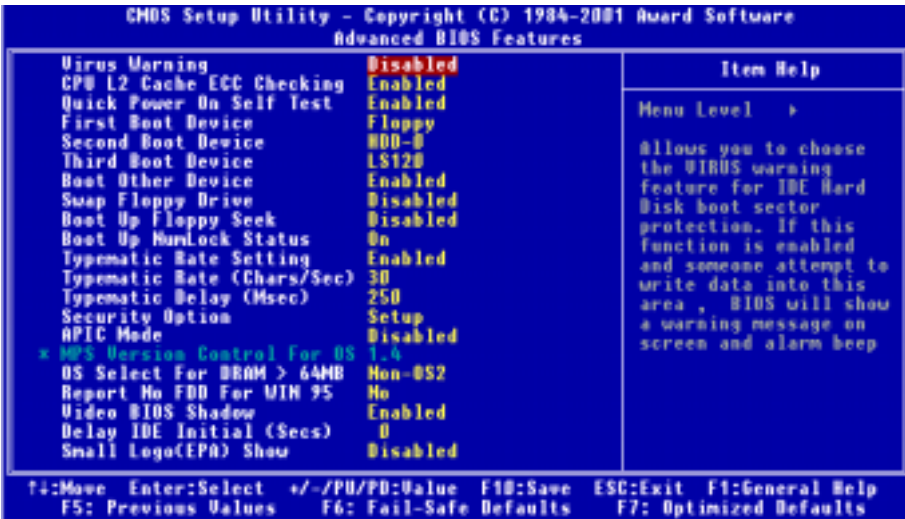 CMOS Setup Utility - Copyright (C) 1984-2001 Award Software
Advanced BIOS Features
Virus Warning Disabled
CPU L2 Cache ECC Checking Enabled
Quick Power On Self Test Enabled
First Boot Device Floppy
Second Boot Device HDD-0
Third Boot Device LS120
Boot Other Device Enabled
Swap Floppy Drive Disabled
Boot Up Floppy Seek Disabled
Boot Up NumLock Status On
Typematic Rate Setting Enabled
Typematic Rate (Chars/Sec) 30
Typematic Delay (Msec) 250
Security Option Setup
APIC Mode Disabled
* MPS Version Control For OS 1.4
OS Select For DRAM > 64MB Non-OS2
Report No FDD For WIN 95 No
Video BIOS Shadow Enabled
Delay IDE Initial (Secs) 0
Small Logo(EPA) Show Disabled
Item Help
Menu Level ▸
Allows you to choose
the VIRUS warning
feature for IDE Hard
Disk boot sector
protection. If this
function is enabled
and someone attempt to
write data into this
area , BIOS will show
a warning message on
screen and alarm beep
↑↓:Move Enter:Select +/-/PU/PD:Value F10:Save ESC:Exit F1:General Help
F5: Previous Values F6: Fail-Safe Defaults F7: Optimized Defaults